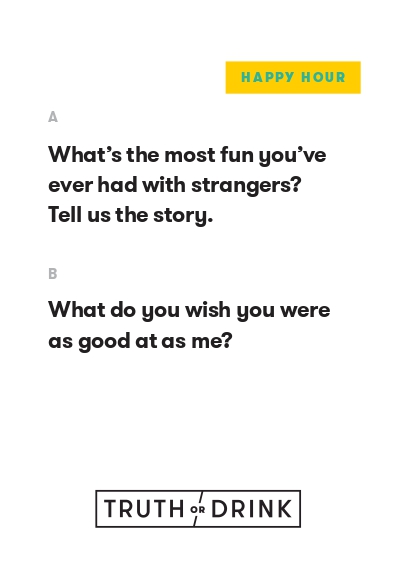 HAPPY HOUR
A
What’s the most fun you’ve
ever had with strangers?
Tell us the story.
B
What do you wish you were
as good at as me?
TRUTH OR DRINK